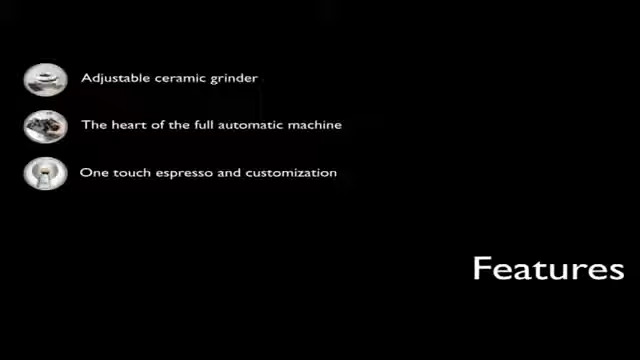 Adjustable ceramic grinder
The heart of the full automatic machine
One touch espresso and customization
Features